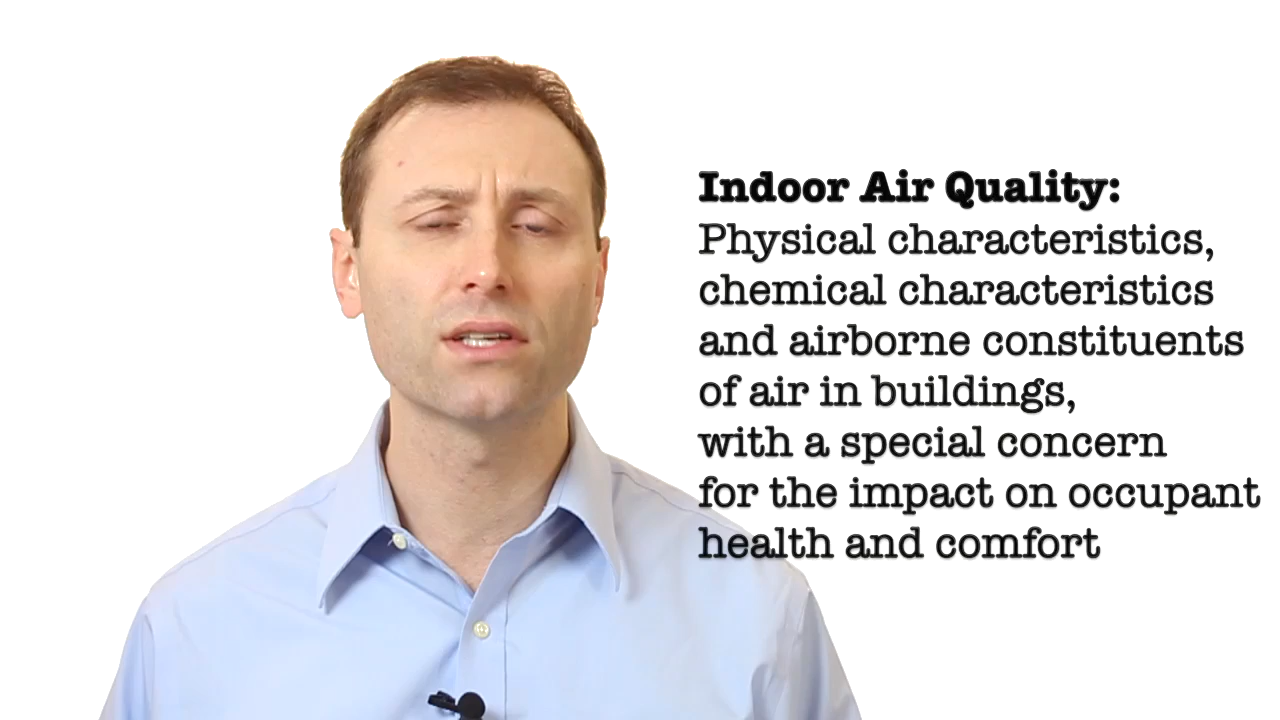 Indoor Air Quality:
Physical characteristics,
chemical characteristics
and airborne constituents
of air in buildings,
with a special concern
for the impact on occupant
health and comfort